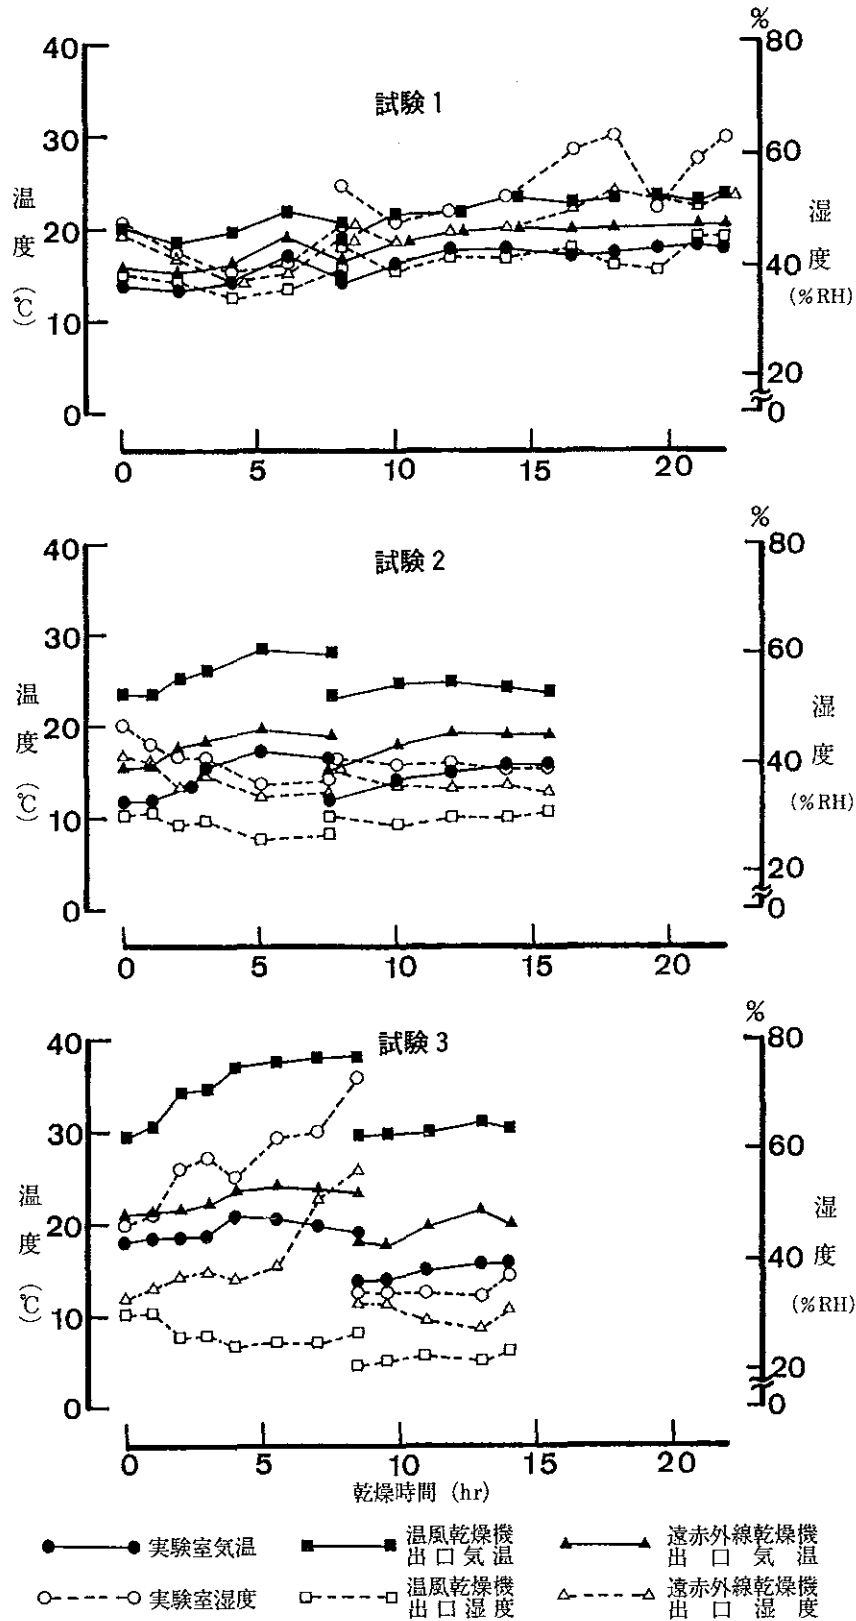 %
40
80
試験1
30
60
温
度
(℃)
20
湿
度
40
(%RH)
10
20
0
0
0 5 10 15 20
%
40
80
試験2
30
60
温
度
(℃)
20
湿
度
40
(%RH)
10
20
0
0
0 5 10 15 20
%
40
80
試験3
30
60
温
度
(℃)
20
湿
度
40
(%RH)
10
20
0
0
0 5 10 15 20
乾燥時間 (hr)
実験室気温
温風乾燥機
出口気温
遠赤外線乾燥機
出口気温
実験室湿度
温風乾燥機
出口湿度
遠赤外線乾燥機
出口湿度